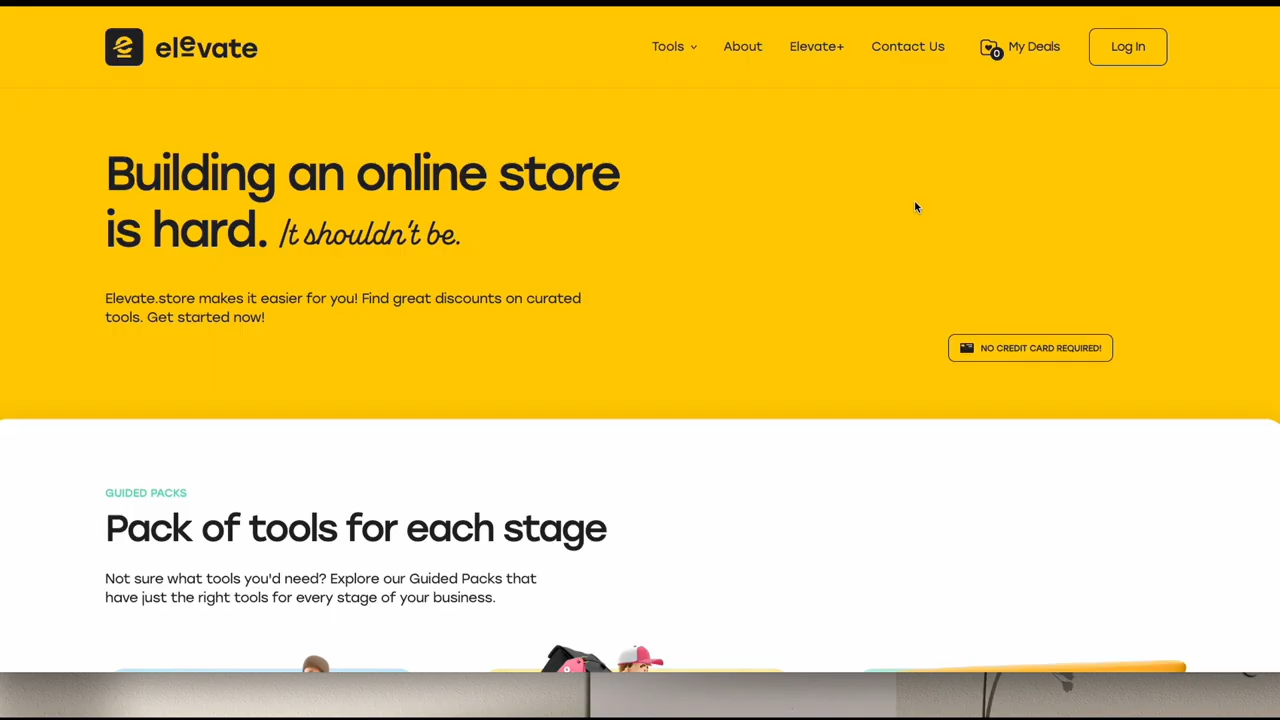 elevate
Tools
About
Elevate+
Contact Us
0
My Deals
Log In
Building an online store
is hard. It shouldn't be.
Elevate.store makes it easier for you! Find great discounts on curated
tools. Get started now!
NO CREDIT CARD REQUIRED!
GUIDED PACKS
Pack of tools for each stage
Not sure what tools you'd need? Explore our Guided Packs that
have just the right tools for every stage of your business.